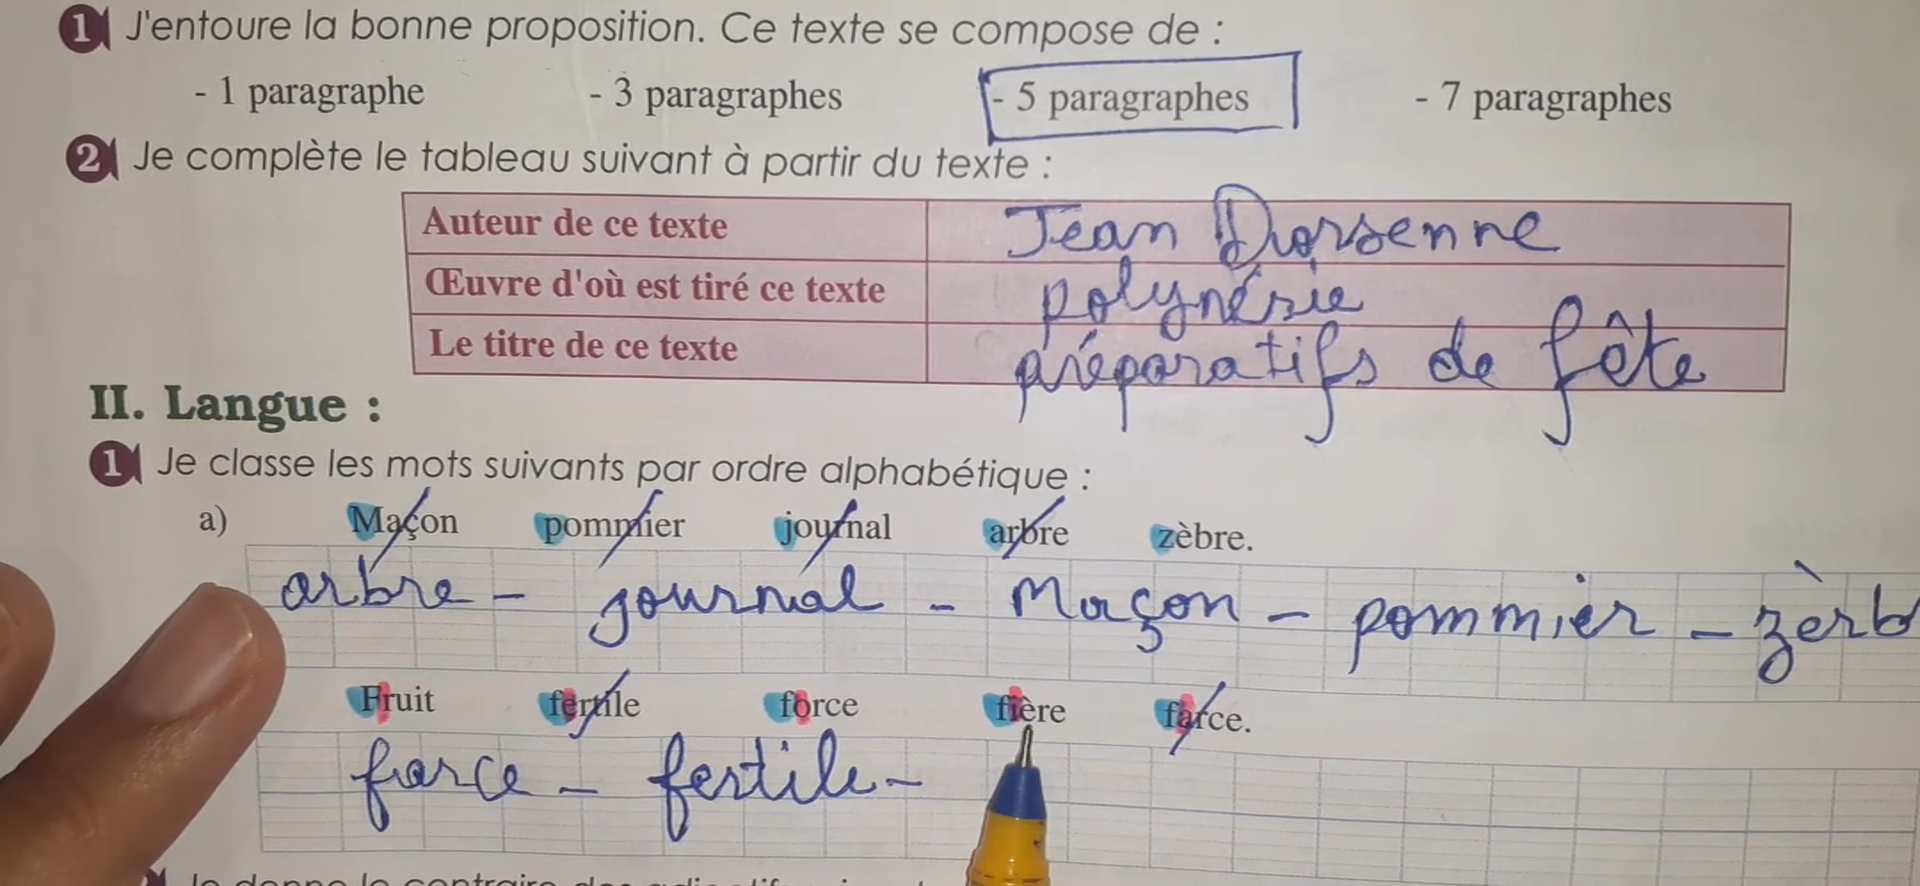 1 J'entoure la bonne proposition. Ce texte se compose de :
- 1 paragraphe - 3 paragraphes - 5 paragraphes - 7 paragraphes
2 Je complète le tableau suivant à partir du texte :
Auteur de ce texte Jean Dorsenne
Œuvre d'où est tiré ce texte polynésie
Le titre de ce texte préparatifs de fête
II. Langue :
1 Je classe les mots suivants par ordre alphabétique :
a) Maçon pommier journal arbre zèbre.
arbre - journal - Maçon - pommier - zèrb
Fruit fertile force fière farce.
farce - fertile -